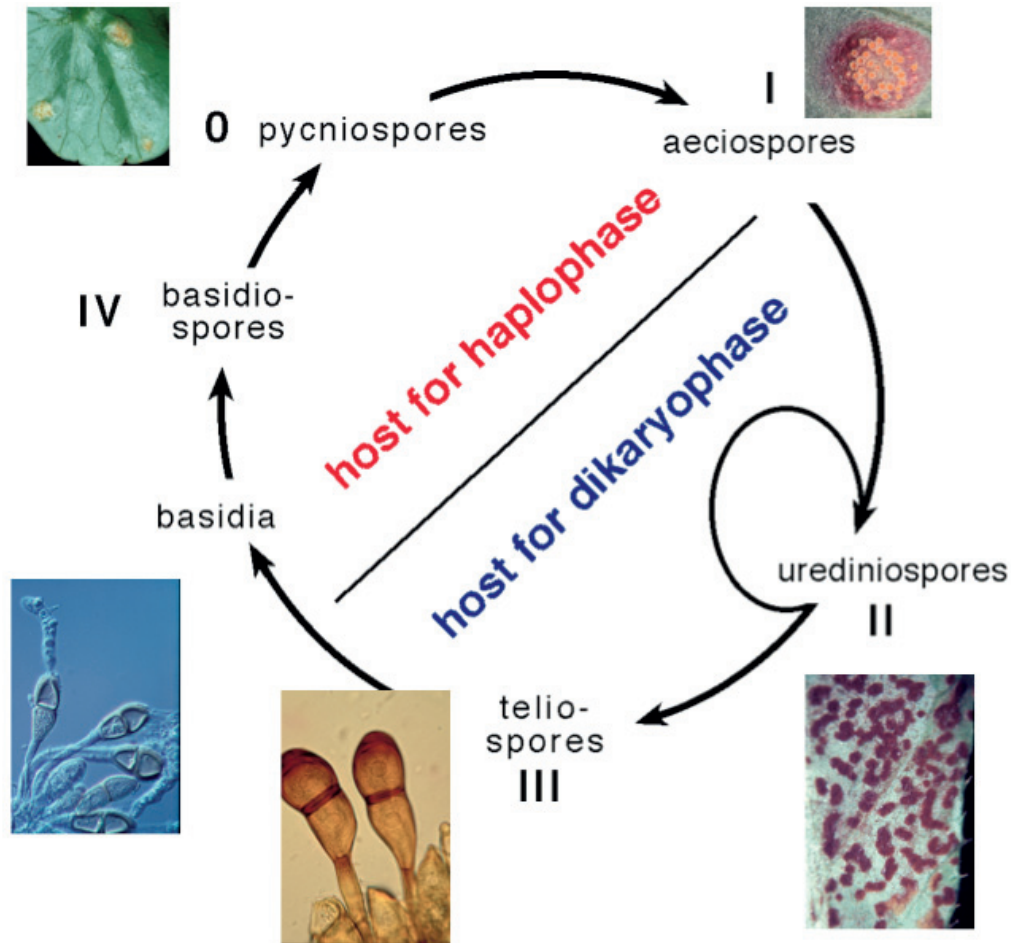 I
0 pycniospores
aeciospores
host for haplophase
IV
basidio-
spores
host for dikaryophase
basidia
urediniospores
II
telio-
spores
III